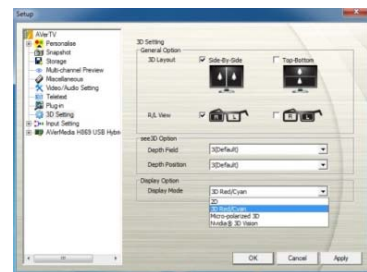 Setup
AVerTV
Personalise
Snapshot
Storage
Multi-channel Preview
Miscellaneous
Video/Audio Setting
Teletext
Plug-in
3D Setting
Input Setting
AVerMedia H869 USB Hybri
3D Setting
General Option
3D Layout
Side-By-Side
Top-Bottom
R/L View
R L
L R
see3D Option
Depth Field
3(Default)
Depth Position
3(Default)
Display Option
Display Mode
3D Red/Cyan
2D
3D Red/Cyan
Micro-polarized 3D
Nvidia® 3D Vision
OK Cancel Apply